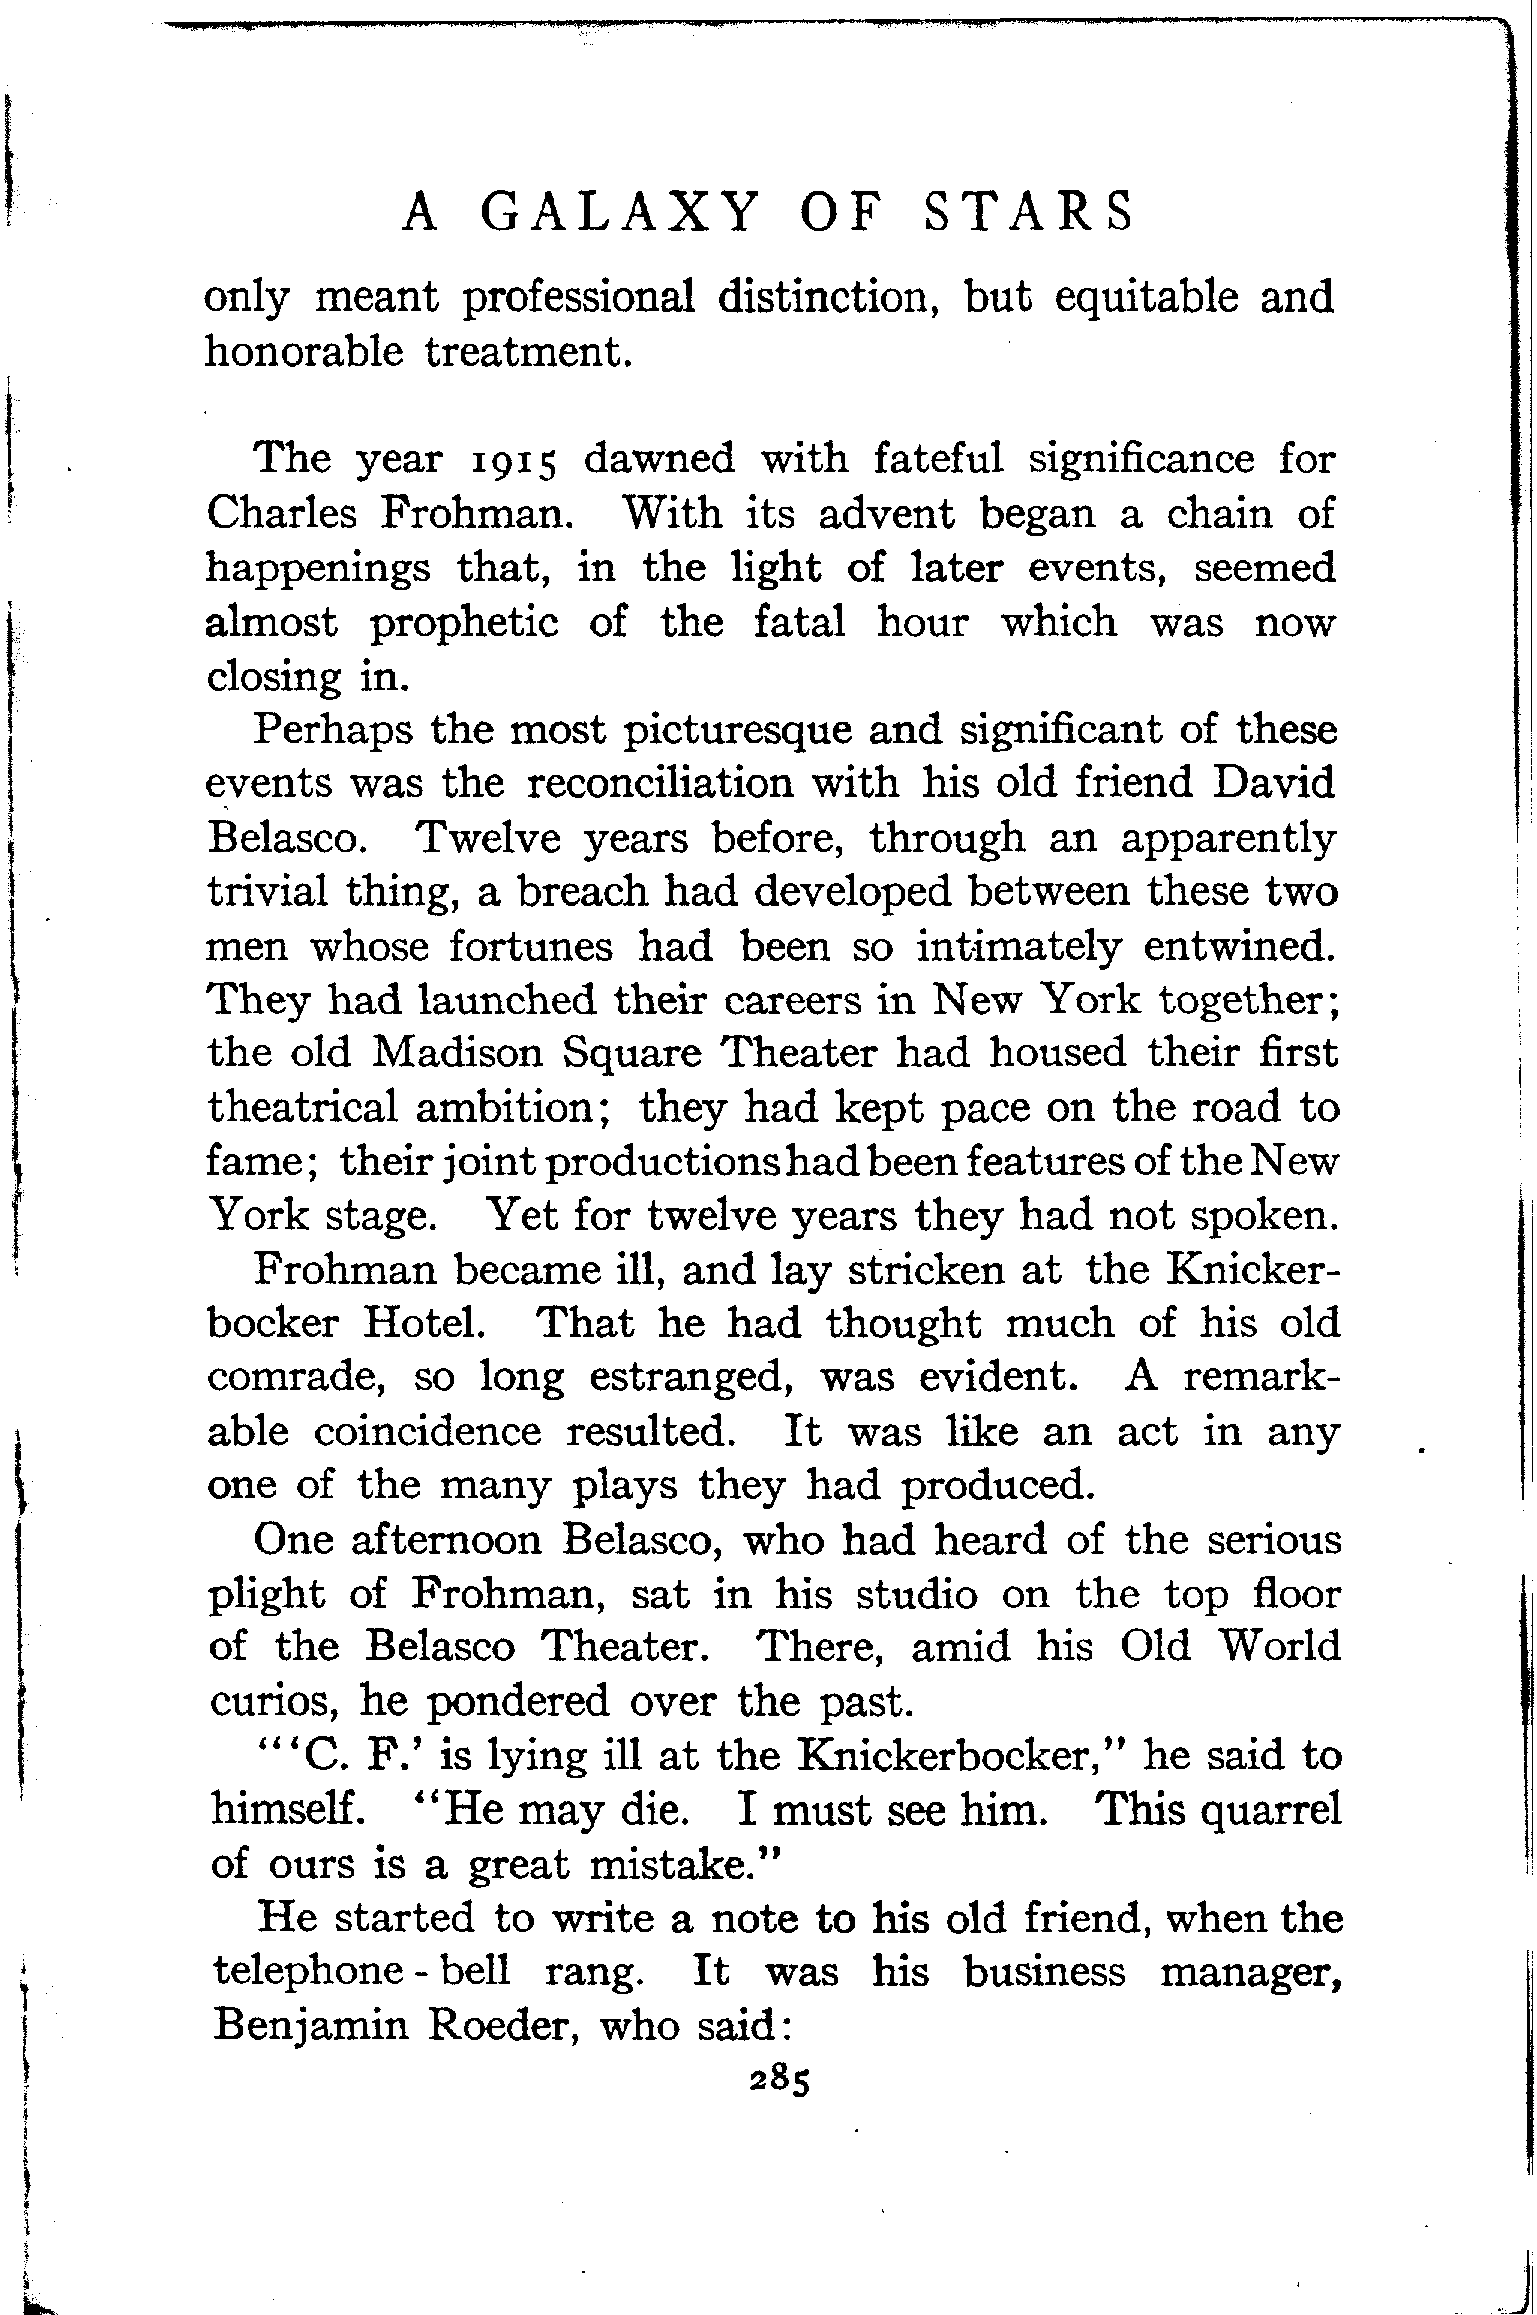 A GALAXY OF STARS
only meant professional distinction, but equitable and
honorable treatment.
The year 1915 dawned with fateful significance for
Charles Frohman. With its advent began a chain of
happenings that, in the light of later events, seemed
almost prophetic of the fatal hour which was now
closing in.
Perhaps the most picturesque and significant of these
events was the reconciliation with his old friend David
Belasco. Twelve years before, through an apparently
trivial thing, a breach had developed between these two
men whose fortunes had been so intimately entwined.
They had launched their careers in New York together;
the old Madison Square Theater had housed their first
theatrical ambition; they had kept pace on the road to
fame; their joint productions had been features of the New
York stage. Yet for twelve years they had not spoken.
Frohman became ill, and lay stricken at the Knicker-
bocker Hotel. That he had thought much of his old
comrade, so long estranged, was evident. A remark-
able coincidence resulted. It was like an act in any
one of the many plays they had produced.
One afternoon Belasco, who had heard of the serious
plight of Frohman, sat in his studio on the top floor
of the Belasco Theater. There, amid his Old World
curios, he pondered over the past.
"'C. F.' is lying ill at the Knickerbocker," he said to
himself. "He may die. I must see him. This quarrel
of ours is a great mistake."
He started to write a note to his old friend, when the
telephone-bell rang. It was his business manager,
Benjamin Roeder, who said:
285